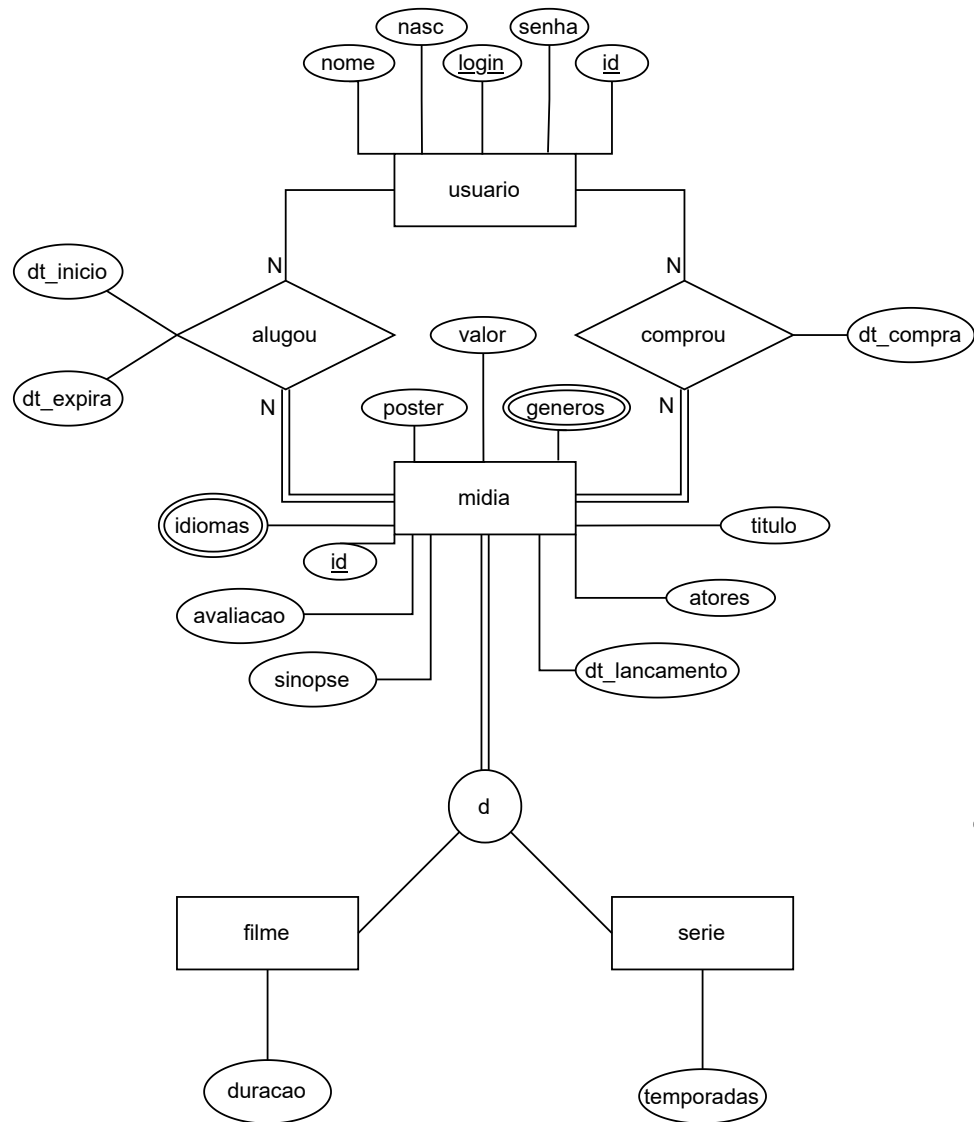 nasc
senha
nome
login
id
usuario
dt_inicio
N
N
alugou
valor
comprou
dt_compra
dt_expira
N
N
poster
generos
midia
idiomas
titulo
id
avaliacao
atores
sinopse
dt_lancamento
d
filme
serie
duracao
temporadas